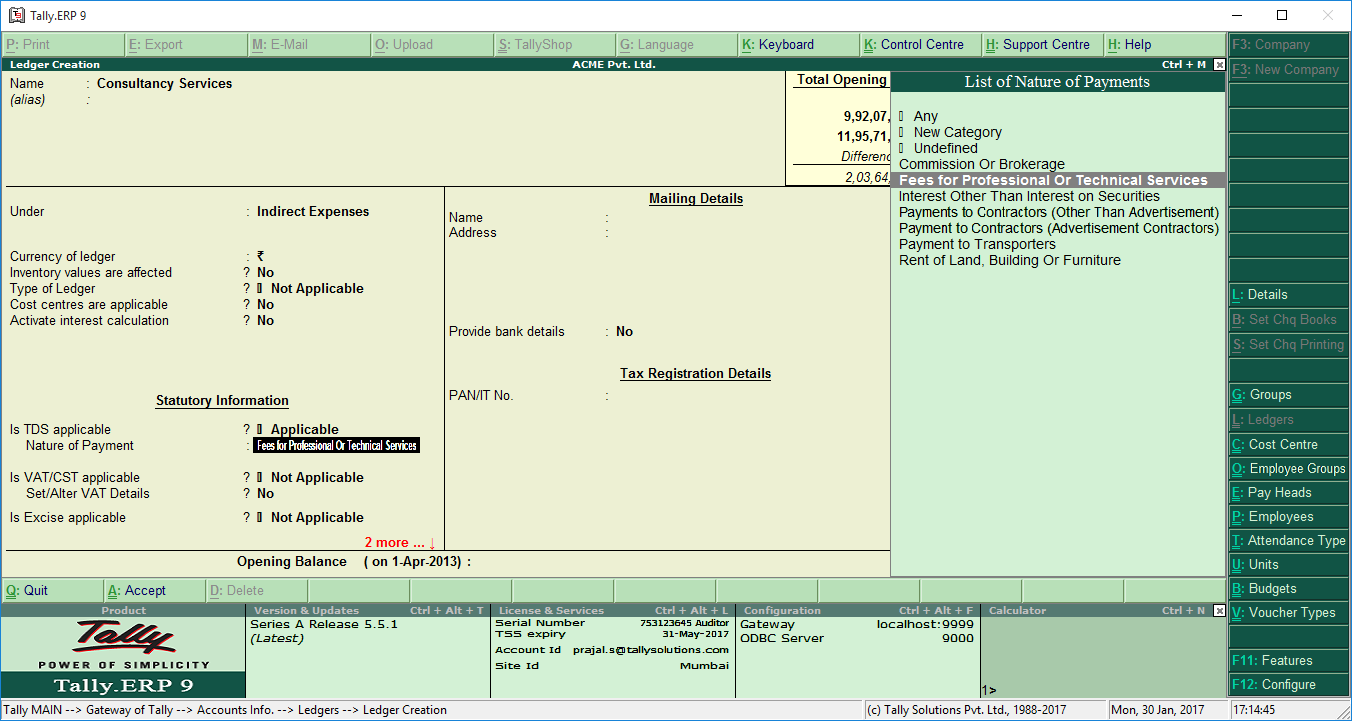 Tally.ERP 9
P: Print E: Export M: E-Mail O: Upload S: TallyShop G: Language K: Keyboard K: Control Centre H: Support Centre H: Help
Ledger Creation ACME Pvt. Ltd. Ctrl + M
Name : Consultancy Services
(alias) :
Total Opening
9,92,07,
11,95,71,
Differenc
2,03,64,
List of Nature of Payments
Any
New Category
Undefined
Commission Or Brokerage
Fees for Professional Or Technical Services
Interest Other Than Interest on Securities
Payments to Contractors (Other Than Advertisement)
Payment to Contractors (Advertisement Contractors)
Payment to Transporters
Rent of Land, Building Or Furniture
Under : Indirect Expenses
Currency of ledger : ₹
Inventory values are affected ? No
Type of Ledger ? Not Applicable
Cost centres are applicable ? No
Activate interest calculation ? No
Statutory Information
Is TDS applicable ? Applicable
Nature of Payment : Fees for Professional Or Technical Services
Is VAT/CST applicable ? Not Applicable
Set/Alter VAT Details ? No
Is Excise applicable ? Not Applicable
2 more ... ↓
Mailing Details
Name :
Address :
Provide bank details : No
Tax Registration Details
PAN/IT No. :
Opening Balance ( on 1-Apr-2013) :
F3: Company
F3: New Company
L: Details
B: Set Chq Books
S: Set Chq Printing
G: Groups
L: Ledgers
C: Cost Centre
O: Employee Groups
E: Pay Heads
P: Employees
T: Attendance Type
U: Units
B: Budgets
V: Voucher Types
F11: Features
F12: Configure
Q: Quit A: Accept D: Delete
Product
Tally
POWER OF SIMPLICITY
Tally.ERP 9
Version & Updates Ctrl + Alt + T
Series A Release 5.5.1
(Latest)
License & Services Ctrl + Alt + L
Serial Number 753123645 Auditor
TSS expiry 31-May-2017
Account Id prajal.s@tallysolutions.com
Site Id Mumbai
Configuration Ctrl + Alt + F
Gateway localhost:9999
ODBC Server 9000
Calculator Ctrl + N
1>
Tally MAIN --> Gateway of Tally --> Accounts Info. --> Ledgers --> Ledger Creation (c) Tally Solutions Pvt. Ltd., 1988-2017 Mon, 30 Jan, 2017 17:14:45